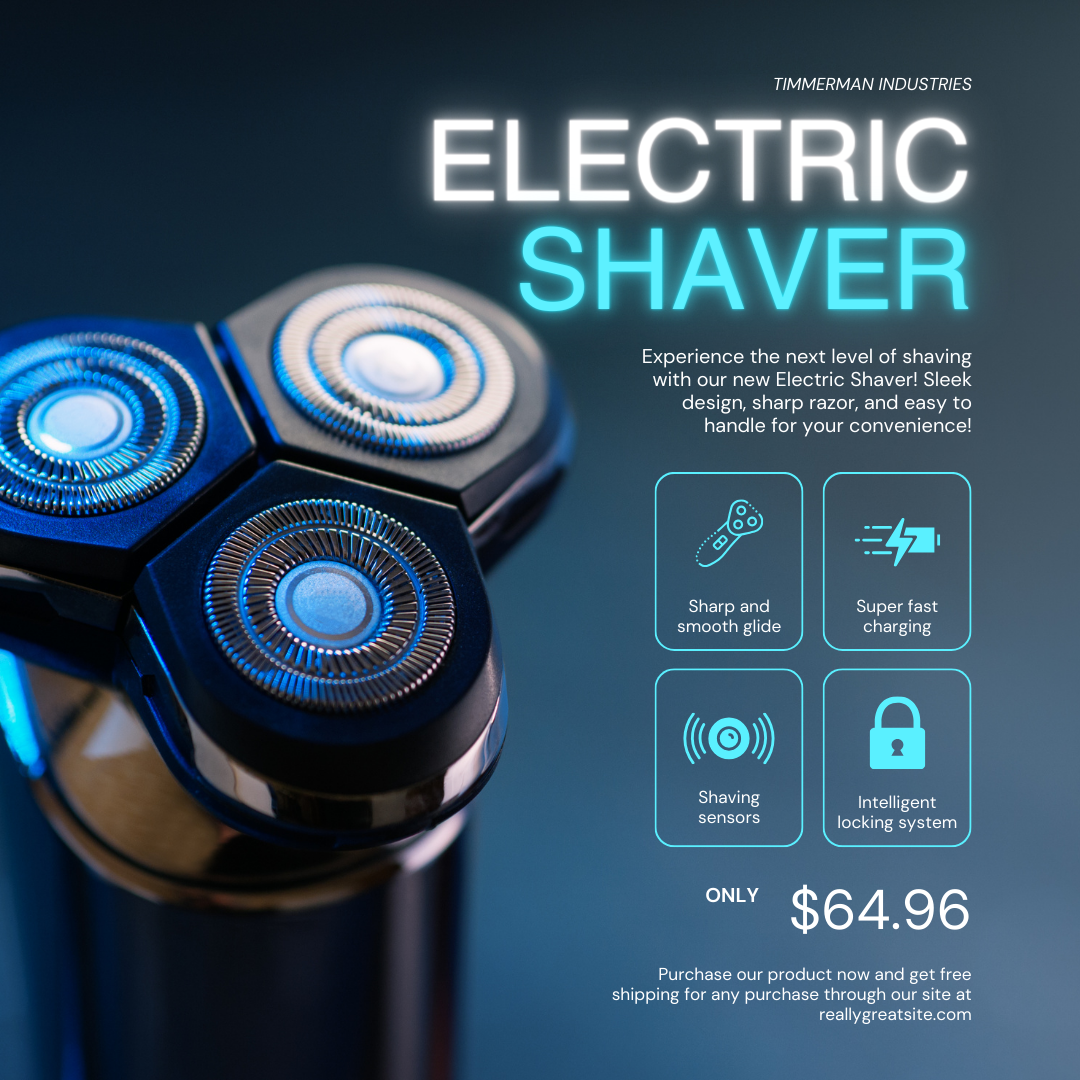 TIMMERMAN INDUSTRIES
ELECTRIC
SHAVER
Experience the next level of shaving
with our new Electric Shaver! Sleek
design, sharp razor, and easy to
handle for your convenience!
Sharp and
smooth glide
Super fast
charging
Shaving
sensors
Intelligent
locking system
ONLY $64.96
Purchase our product now and get free
shipping for any purchase through our site at
reallygreatsite.com